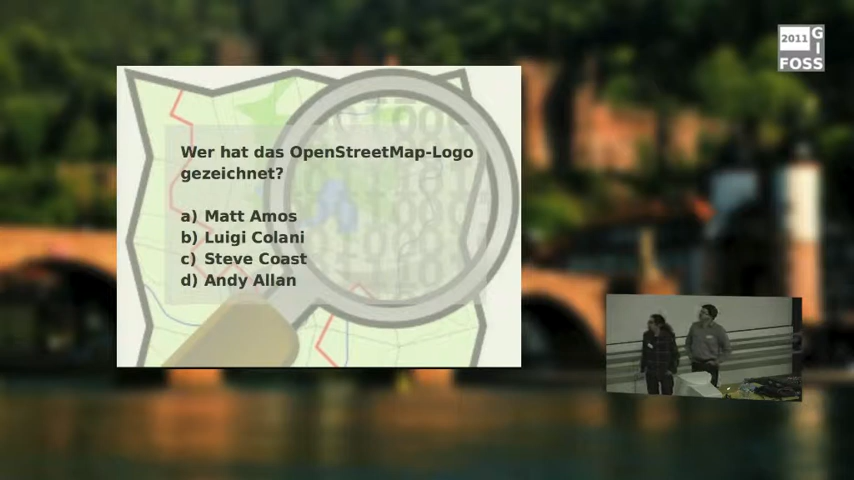 2011 G
I
FOSS
Wer hat das OpenStreetMap-Logo
gezeichnet?
a) Matt Amos
b) Luigi Colani
c) Steve Coast
d) Andy Allan